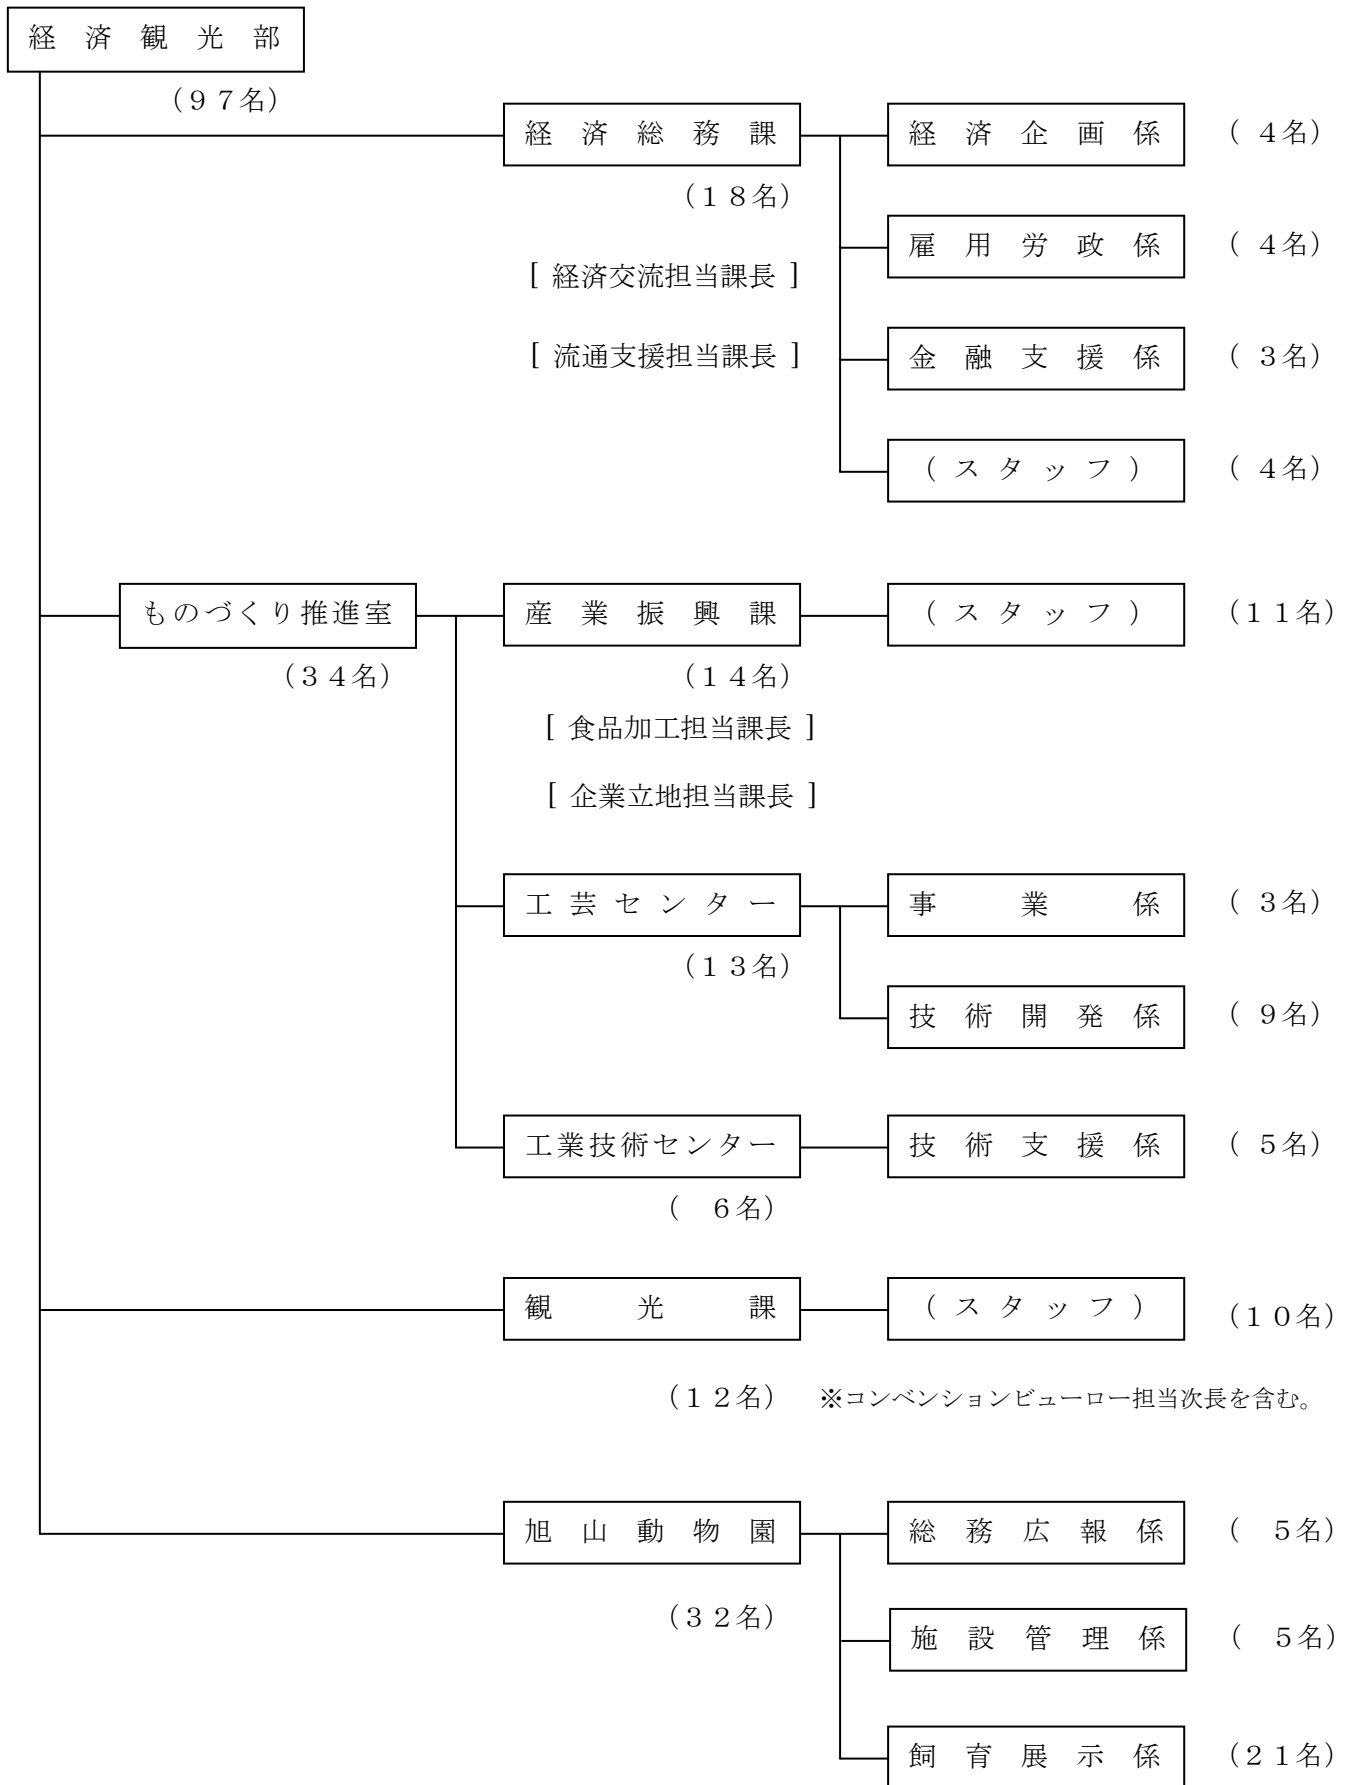 経済観光部
（９７名）
経済総務課
経済企画係
（ ４名）
（１８名）
雇用労政係
（ ４名）
[ 経済交流担当課長 ]
[ 流通支援担当課長 ]
金融支援係
（ ３名）
（スタッフ）
（ ４名）
ものづくり推進室
産業振興課
（スタッフ）
（１１名）
（３４名）
（１４名）
[ 食品加工担当課長 ]
[ 企業立地担当課長 ]
工芸センター
事業係
（ ３名）
（１３名）
技術開発係
（ ９名）
工業技術センター
技術支援係
（ ５名）
（　６名）
観光課
（スタッフ）
（１０名）
（１２名）
※コンベンションビューロー担当次長を含む。
旭山動物園
総務広報係
（　５名）
（３２名）
施設管理係
（　５名）
飼育展示係
（２１名）